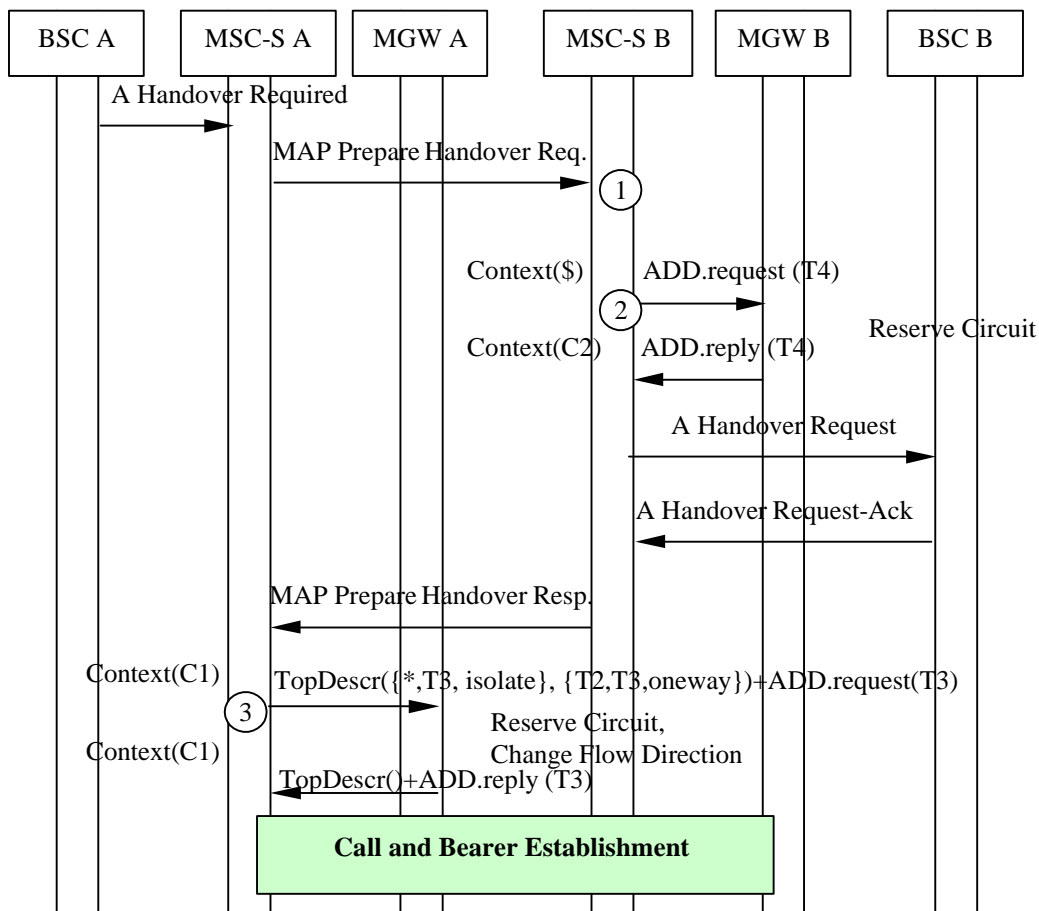 BSC A
MSC-S A
MGW A
MSC-S B
MGW B
BSC B
A Handover Required
MAP Prepare Handover Req.
1
Context($)
ADD.request (T4)
2
Reserve Circuit
Context(C2)
ADD.reply (T4)
A Handover Request
A Handover Request-Ack
MAP Prepare Handover Resp.
Context(C1)
TopDescr({*,T3, isolate}, {T2,T3,oneway})+ADD.request(T3)
3
Reserve Circuit,
Change Flow Direction
Context(C1)
TopDescr()+ADD.reply (T3)
Call and Bearer Establishment